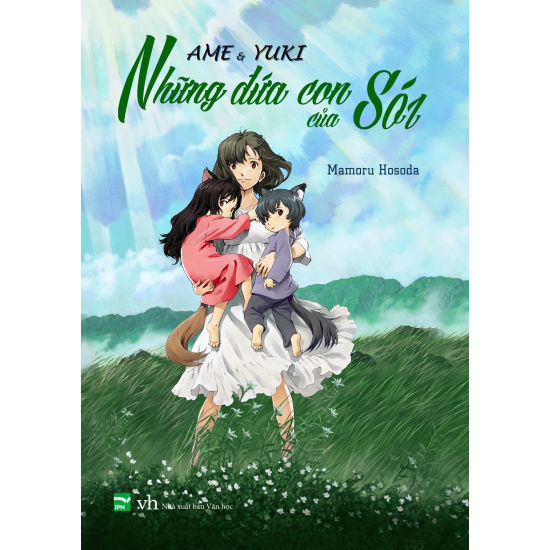 AME & YUKI
Những đứa con
của SÓI
Mamoru Hosoda
IPM
vh Nhà xuất bản Văn học